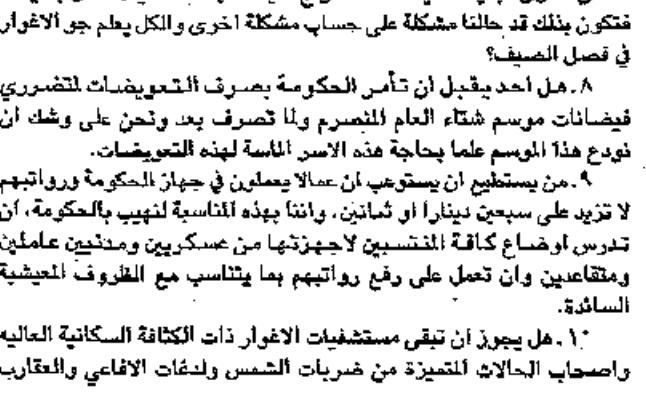 فتكون بذلك قد حللنا مشكلة على حساب مشكلة اخرى والكل يعلم جو الاغوار
في فصل الصيف؟
٨. هل احد يقبل ان تأمر الحكومة بصرف التعويضات لمتضوري
فيضانات موسم شتاء العام المنصرم ولما تصرف بعد ونحن على وشك ان
نودع هذا الموسم علما بحاجة هذه الاسر الماسة لهذه التعويضات.
٩. من يستطيع ان يستوعب ان عمالا يعملون في جهاز الحكومة ورواتبهم
لا تزيد على سبعين دينارا او ثمانين، واننا بهذه المناسبة لنهيب بالحكومة، ان
تدرس اوضاع كافة المنتسبين لاجهزتها من عسكريين ومدنيين عاملين
ومتقاعدين وان تعمل على رفع رواتبهم بما يتناسب مع الظروف المعيشية
السائدة.
١٠. هل يجوز ان تبقى مستشفيات الاغوار ذات الكثافة السكانية العاليه
واصحاب الحالات المتميزة من ضربات الشمس ولدغات الافاعي والعقارب